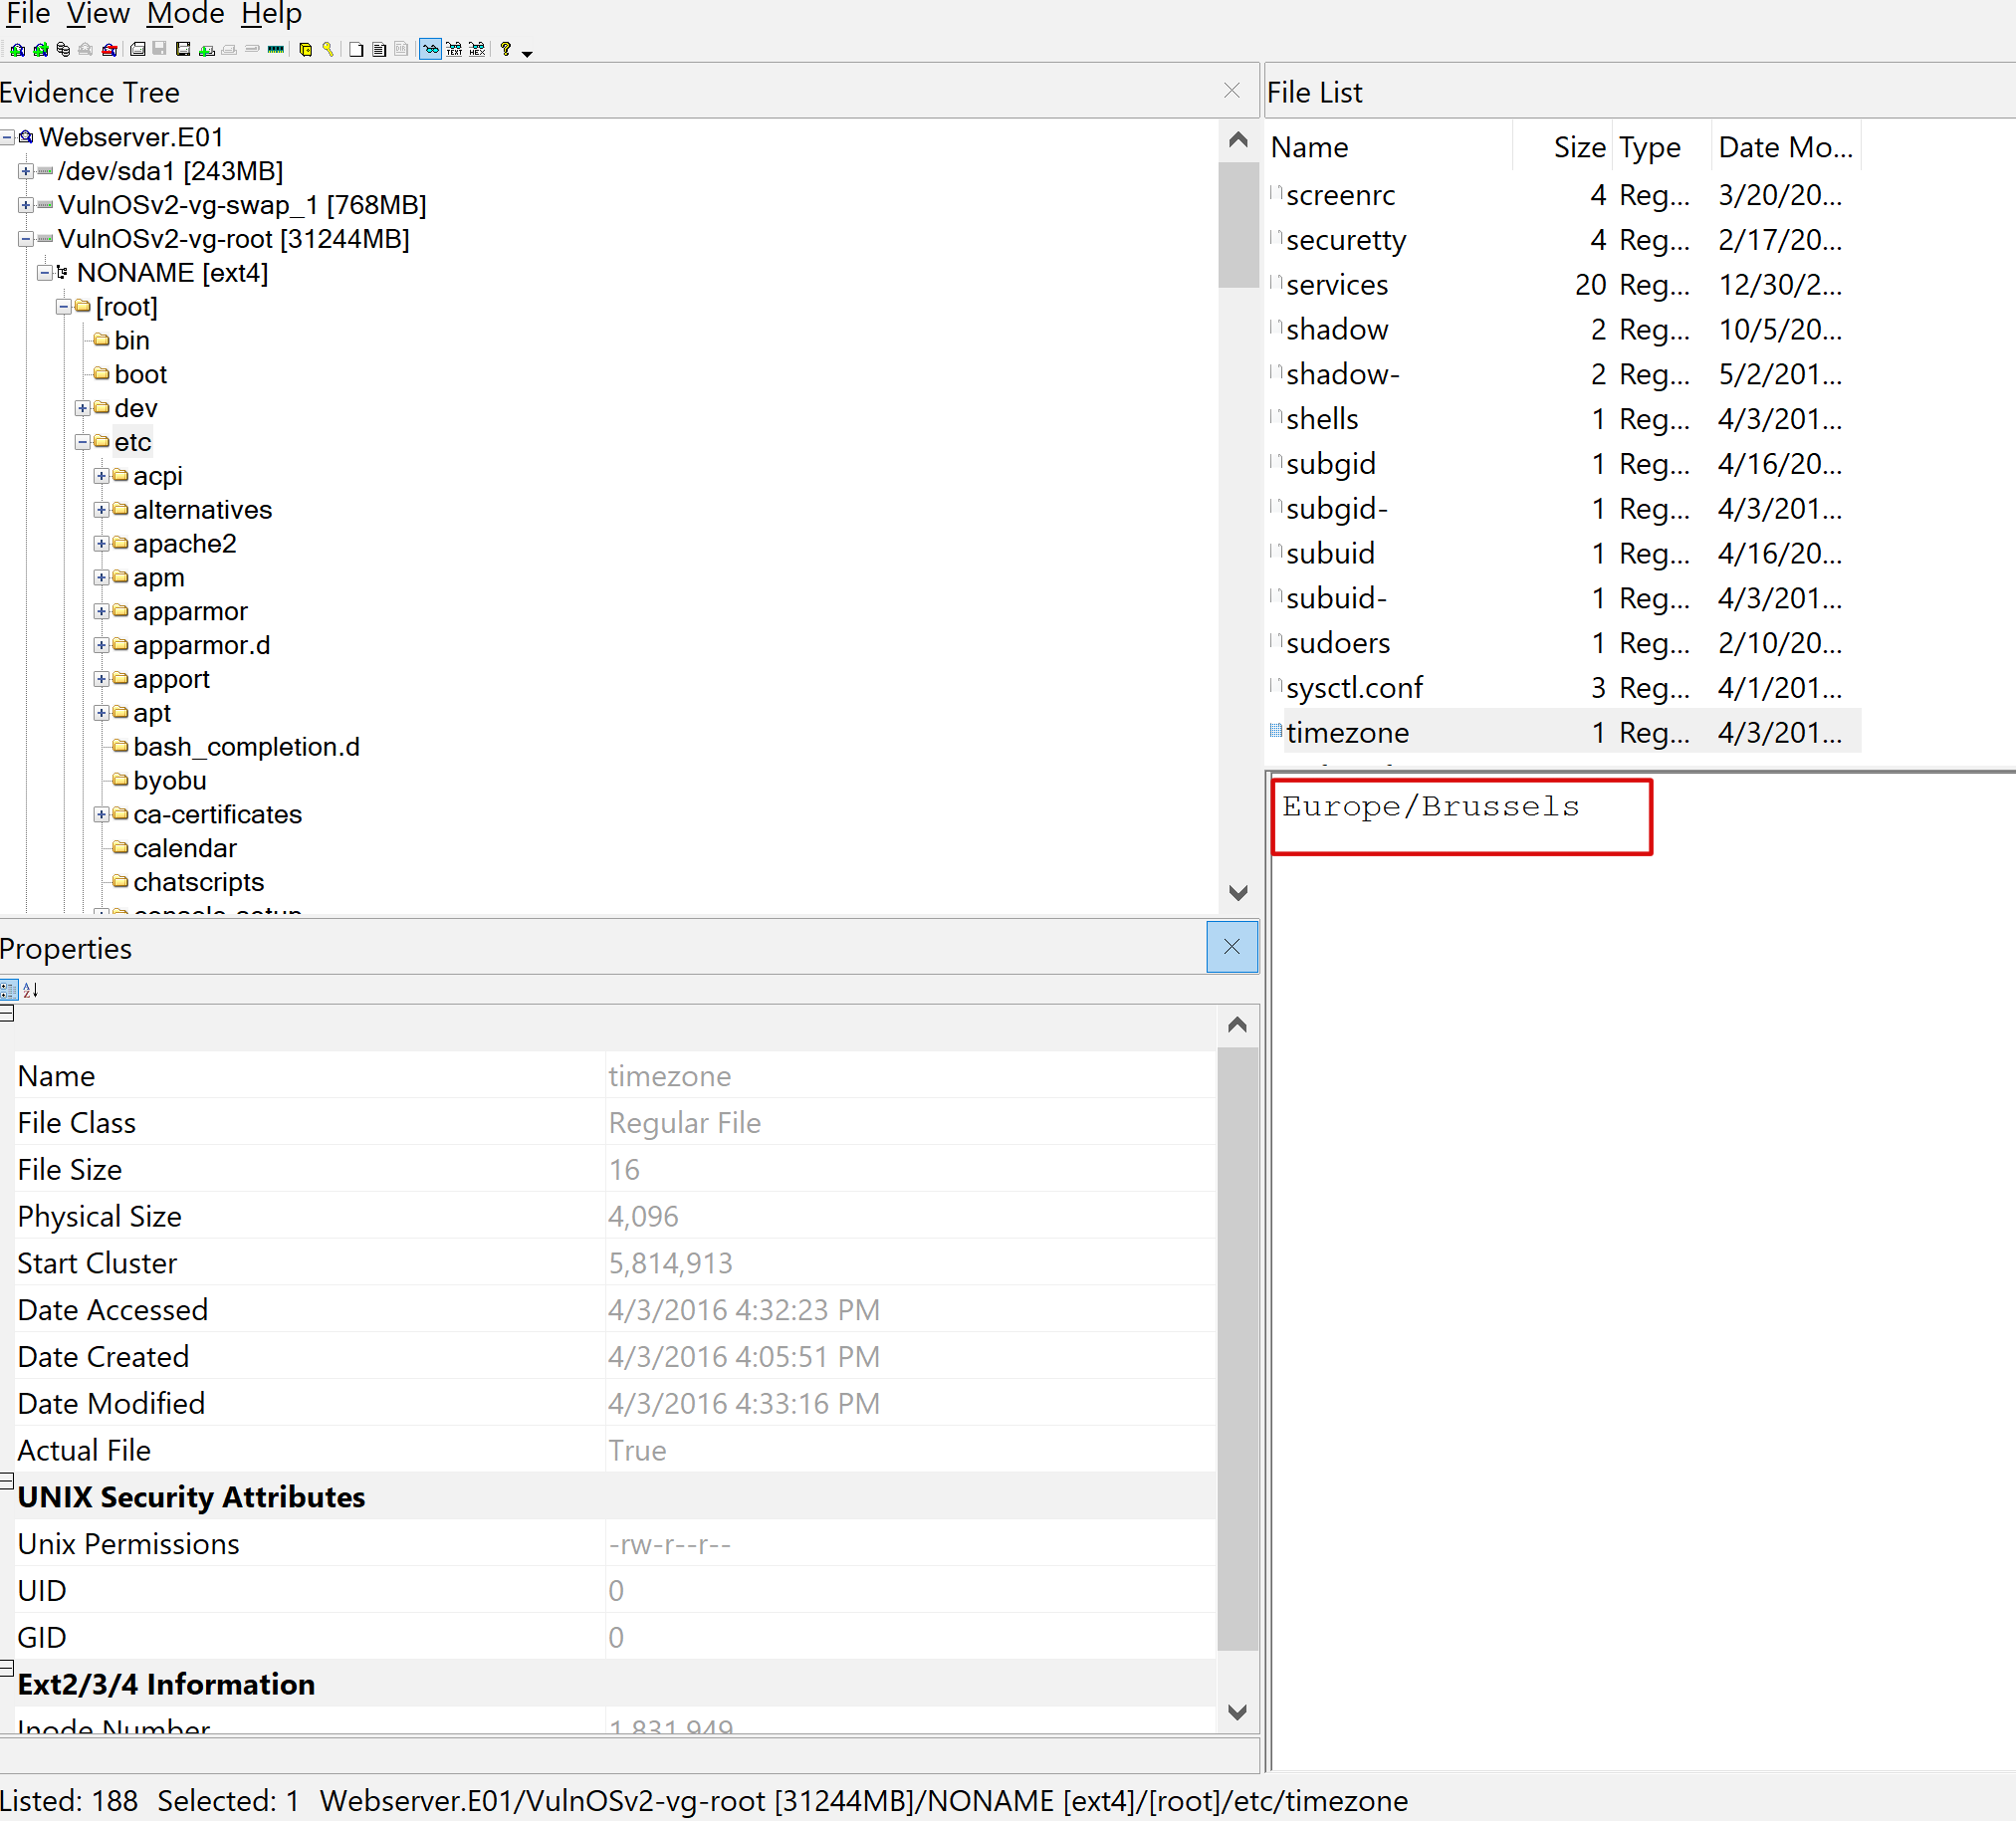 File View Mode Help
Evidence Tree
Webserver.E01
/dev/sda1 [243MB]
VulnOSv2-vg-swap_1 [768MB]
VulnOSv2-vg-root [31244MB]
NONAME [ext4]
[root]
bin
boot
dev
etc
acpi
alternatives
apache2
apm
apparmor
apparmor.d
apport
apt
bash_completion.d
byobu
ca-certificates
calendar
chatscripts
console-setup
Properties
Name timezone
File Class Regular File
File Size 16
Physical Size 4,096
Start Cluster 5,814,913
Date Accessed 4/3/2016 4:32:23 PM
Date Created 4/3/2016 4:05:51 PM
Date Modified 4/3/2016 4:33:16 PM
Actual File True
UNIX Security Attributes
Unix Permissions -rw-r--r--
UID 0
GID 0
Ext2/3/4 Information
Inode Number 1,831,949
File List
Name Size Type Date Mo...
screenrc 4 Reg... 3/20/20...
securetty 4 Reg... 2/17/20...
services 20 Reg... 12/30/2...
shadow 2 Reg... 10/5/20...
shadow- 2 Reg... 5/2/201...
shells 1 Reg... 4/3/201...
subgid 1 Reg... 4/16/20...
subgid- 1 Reg... 4/3/201...
subuid 1 Reg... 4/16/20...
subuid- 1 Reg... 4/3/201...
sudoers 1 Reg... 2/10/20...
sysctl.conf 3 Reg... 4/1/201...
timezone 1 Reg... 4/3/201...
Europe/Brussels
Listed: 188 Selected: 1 Webserver.E01/VulnOSv2-vg-root [31244MB]/NONAME [ext4]/[root]/etc/timezone